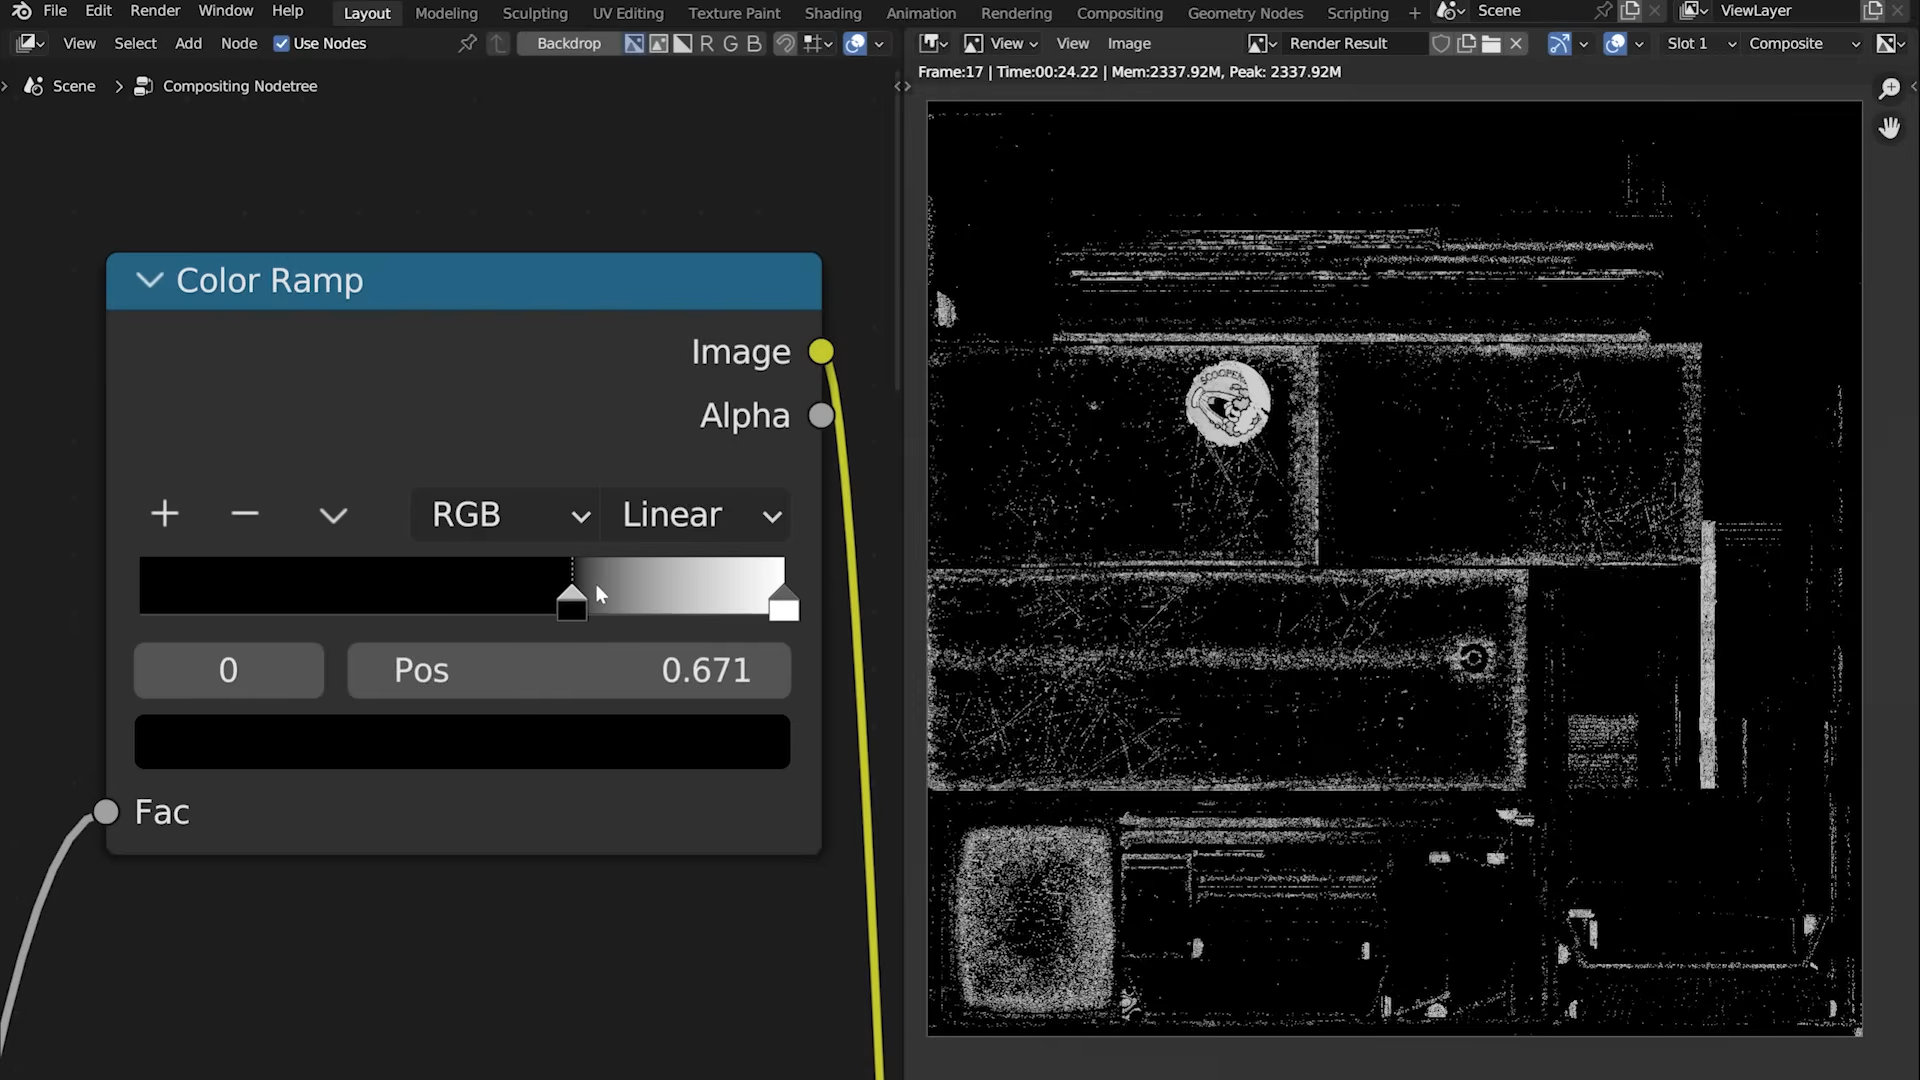 File Edit Render Window Help Layout Modeling Sculpting UV Editing Texture Paint Shading Animation Rendering Compositing Geometry Nodes Scripting + Scene ViewLayer
View Select Add Node Use Nodes Backdrop R G B View View Image Render Result Slot 1 Composite
Frame:17 | Time:00:24.22 | Mem:2337.92M, Peak: 2337.92M
Scene > Compositing Nodetree
Color Ramp
Image
Alpha
RGB Linear
0 Pos 0.671
Fac